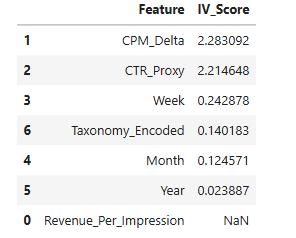 Feature IV_Score
1 CPM_Delta 2.283092
2 CTR_Proxy 2.214648
3 Week 0.242878
6 Taxonomy_Encoded 0.140183
4 Month 0.124571
5 Year 0.023887
0 Revenue_Per_Impression NaN